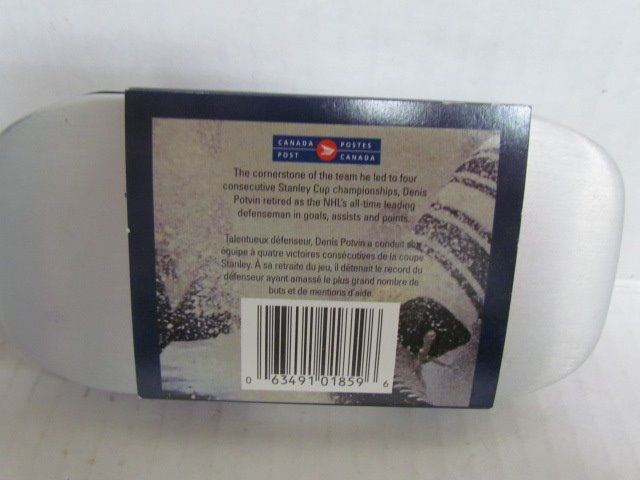 CANADA POSTES
POST CANADA
The cornerstone of the team he led to four
consecutive Stanley Cup championships, Denis
Potvin retired as the NHL's all-time leading
defenseman in goals, assists and points.
Talentueux défenseur, Denis Potvin a conduit son
équipe à quatre victoires consécutives de la coupe
Stanley. À sa retraite du jeu, il détenait le record du
défenseur ayant amassé le plus grand nombre de
buts et de mentions d'aide.
0 63491 01859 6